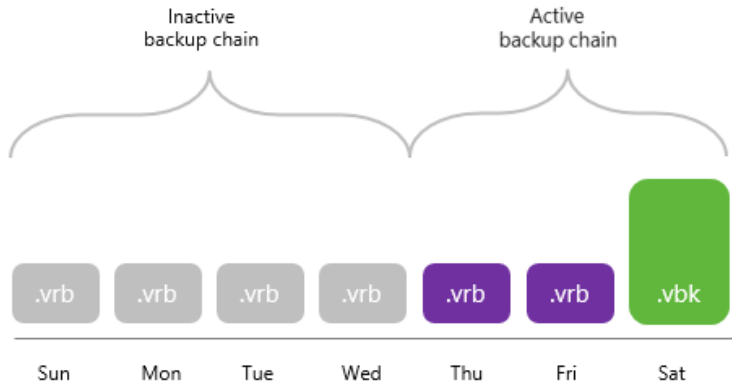 Inactive
backup chain
Active
backup chain
.vrb .vrb .vrb .vrb .vrb .vrb .vbk
Sun Mon Tue Wed Thu Fri Sat